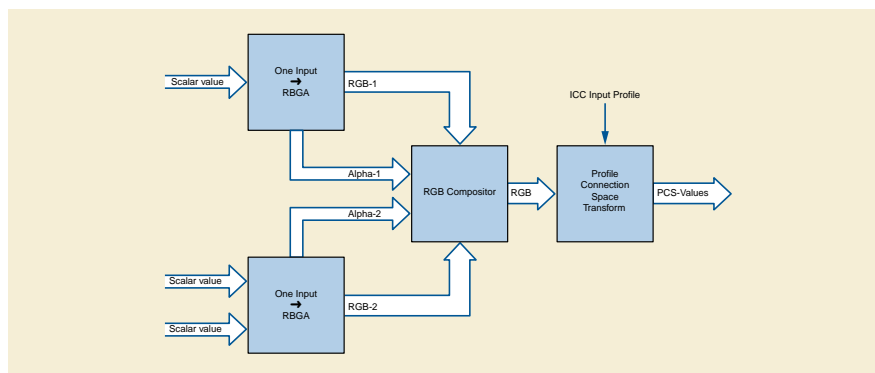 One Input
➔
RBGA
Scalar value
RGB-1
ICC Input Profile
Alpha-1
RGB Compositor
RGB
Profile
Connection
Space
Transform
PCS-Values
Alpha-2
Scalar value
One Input
➔
RBGA
RGB-2
Scalar value